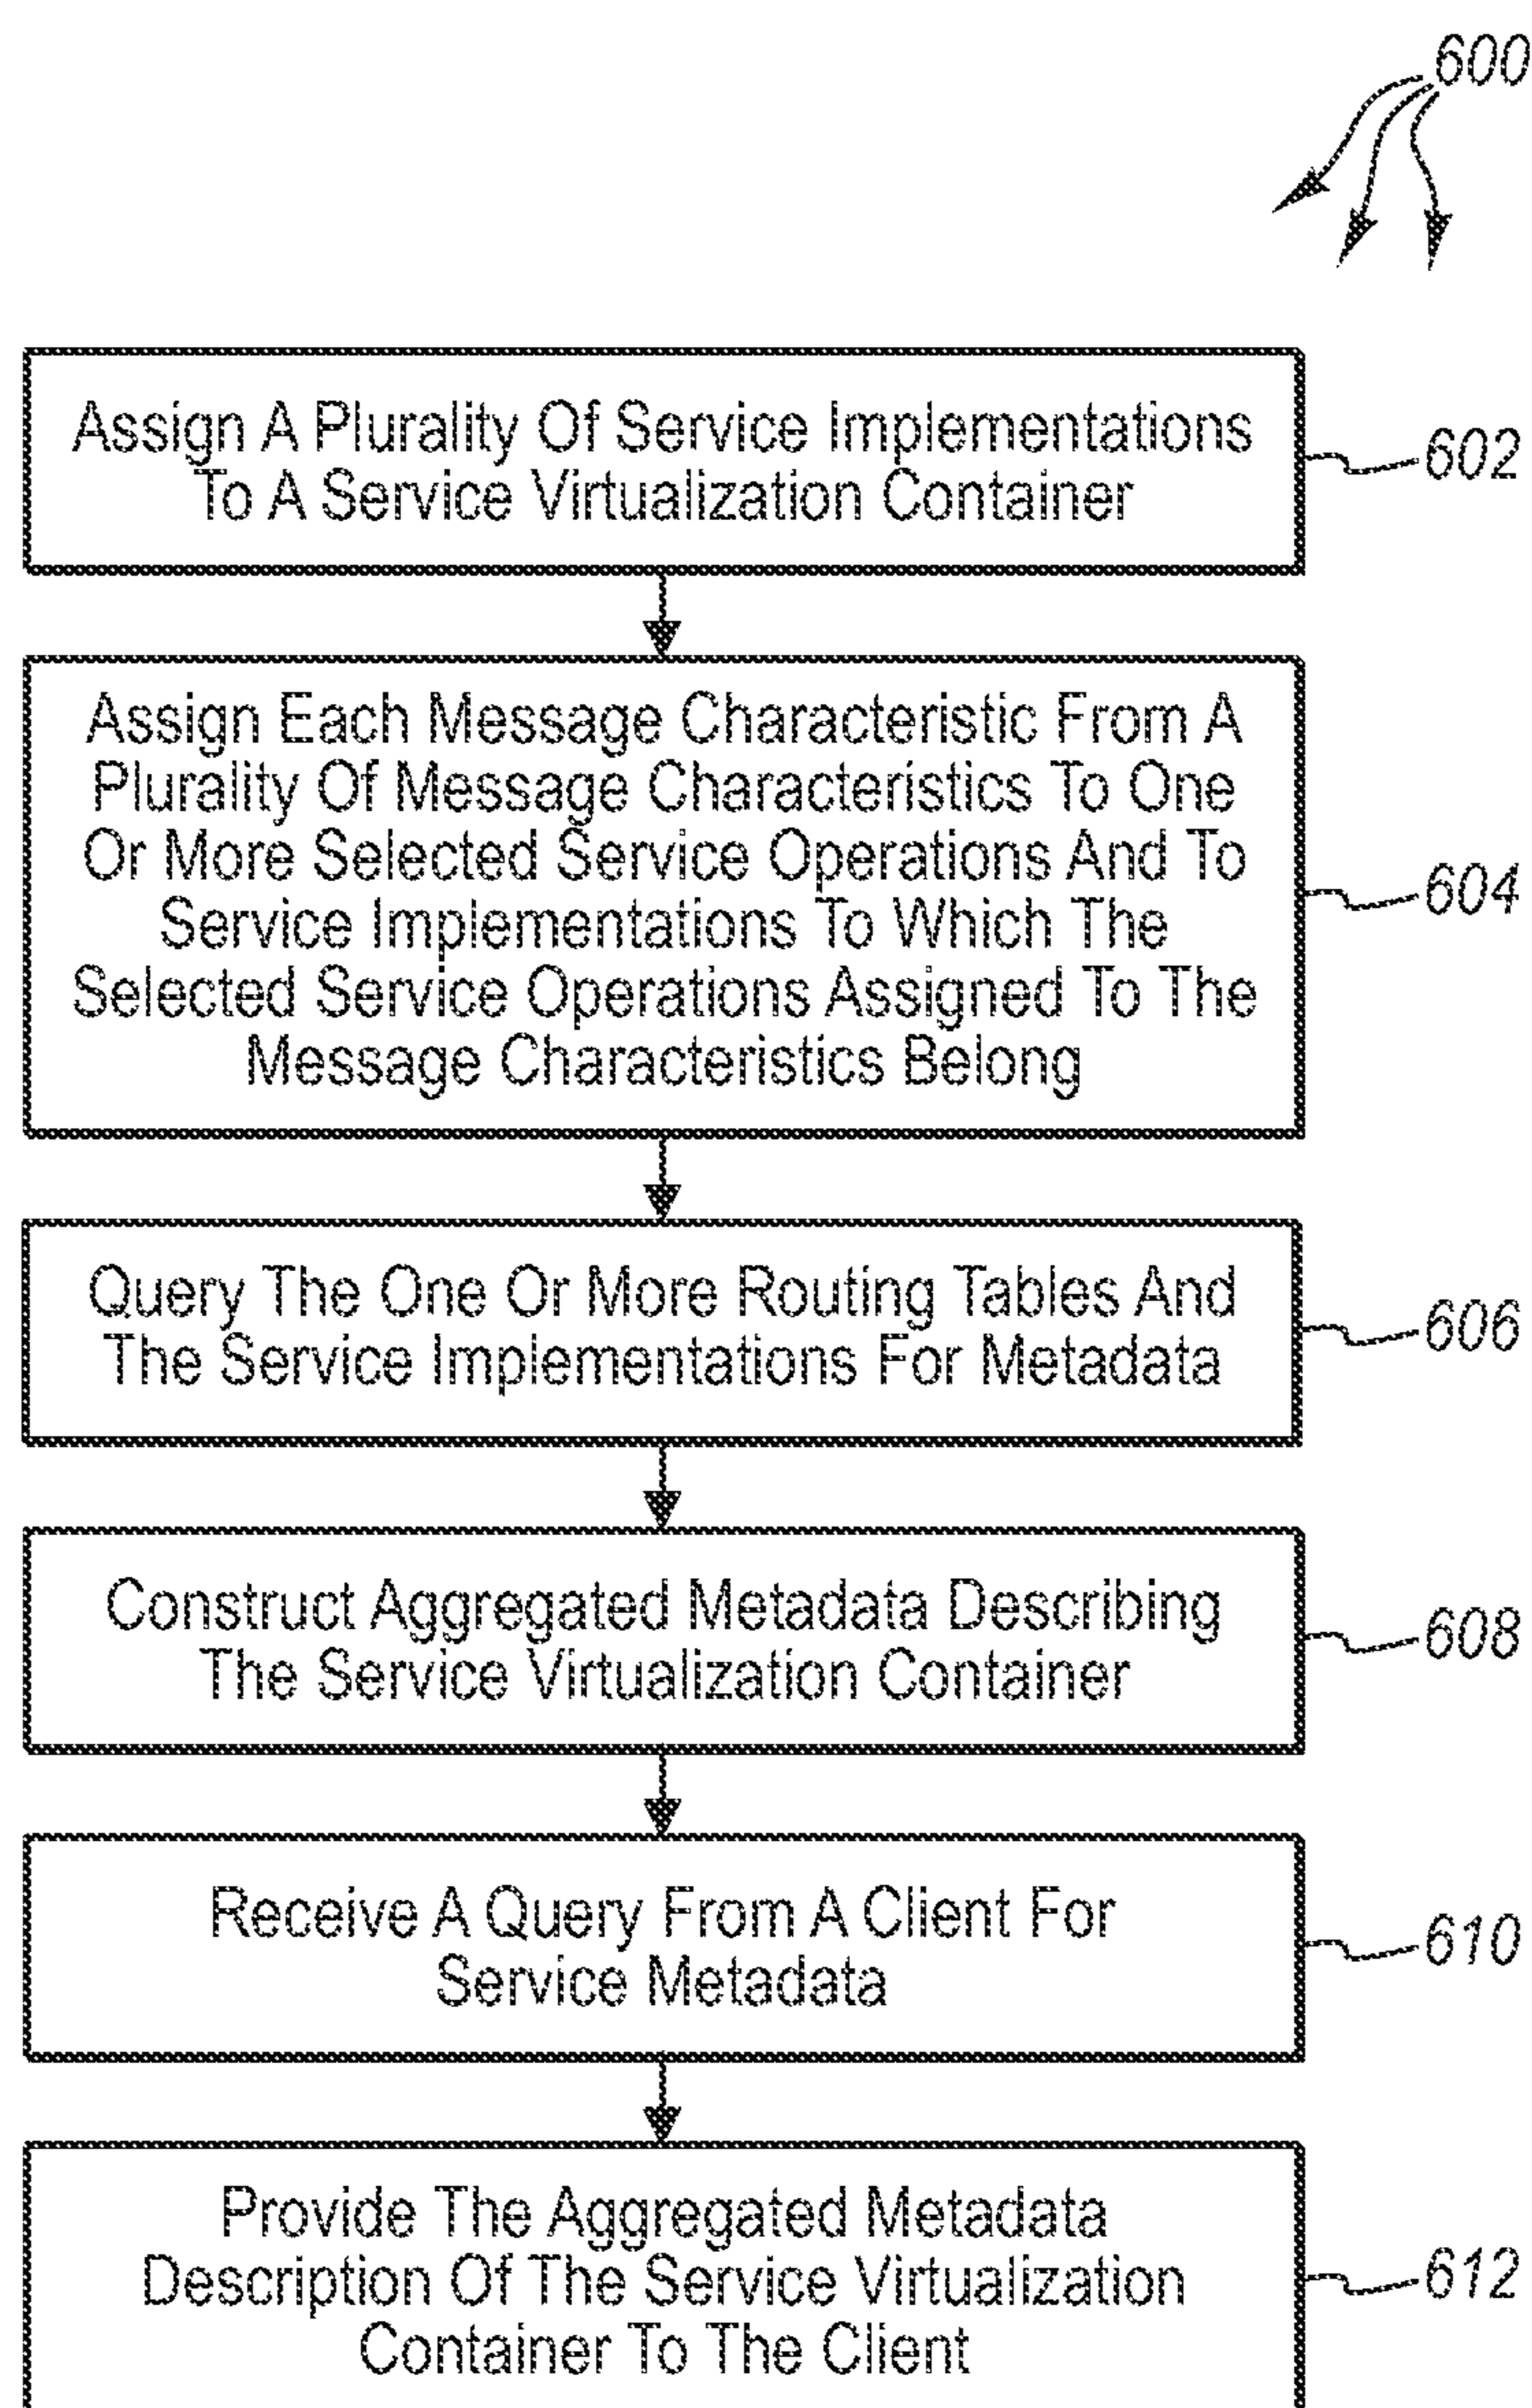 600
Assign A Plurality Of Service Implementations
To A Service Virtualization Container
602
Assign Each Message Characteristic From A
Plurality Of Message Characteristics To One
Or More Selected Service Operations And To
Service Implementations To Which The
Selected Service Operations Assigned To The
Message Characteristics Belong
604
Query The One Or More Routing Tables And
The Service Implementations For Metadata
606
Construct Aggregated Metadata Describing
The Service Virtualization Container
608
Receive A Query From A Client For
Service Metadata
610
Provide The Aggregated Metadata
Description Of The Service Virtualization
Container To The Client
612